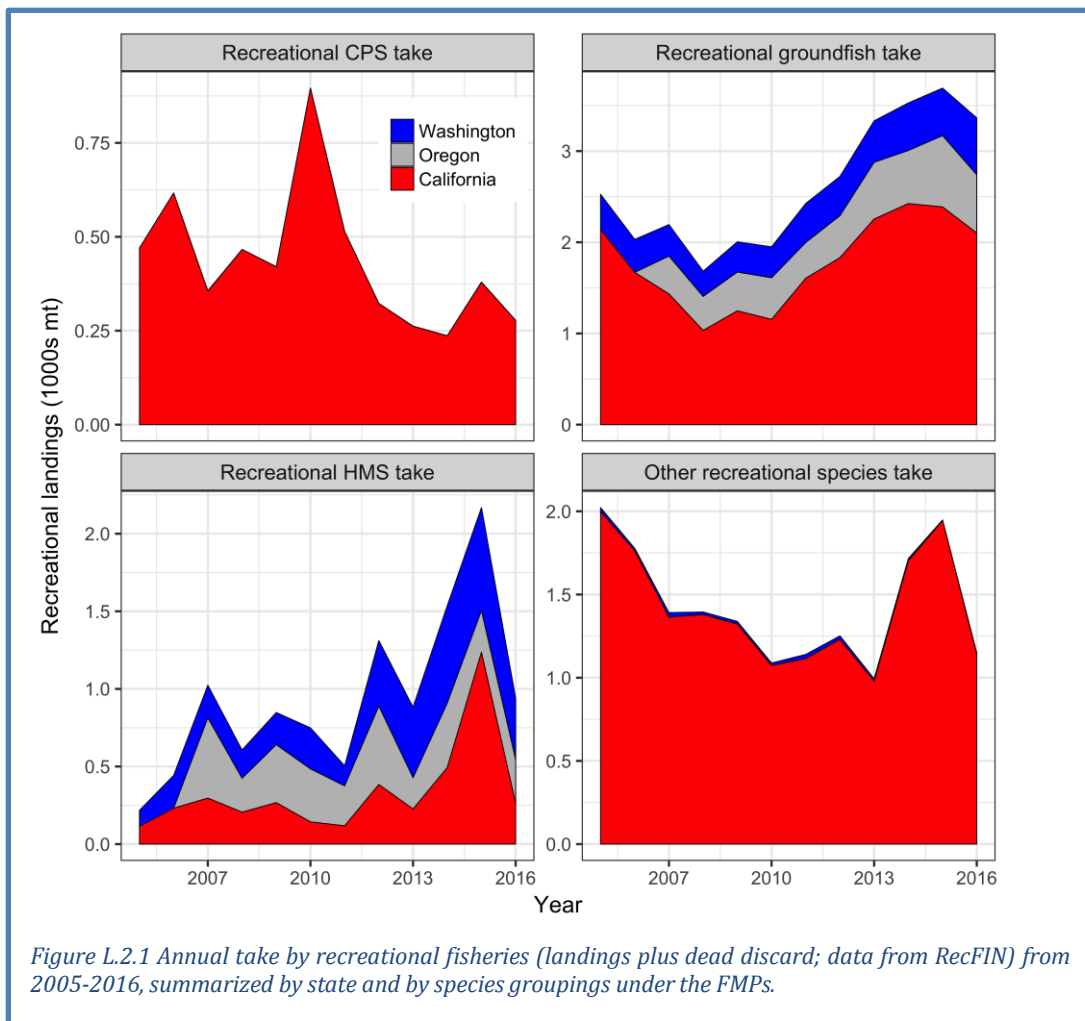 Recreational CPS take
Recreational groundfish take
Washington
Oregon
California
0.75
0.50
0.25
0.00
3
2
1
0
Recreational landings (1000s mt)
Recreational HMS take
Other recreational species take
2.0
1.5
1.0
0.5
0.0
2.0
1.5
1.0
0.5
0.0
2007
2010
2013
2016
2007
2010
2013
2016
Year
Figure L.2.1 Annual take by recreational fisheries (landings plus dead discard; data from RecFIN) from
2005-2016, summarized by state and by species groupings under the FMPs.